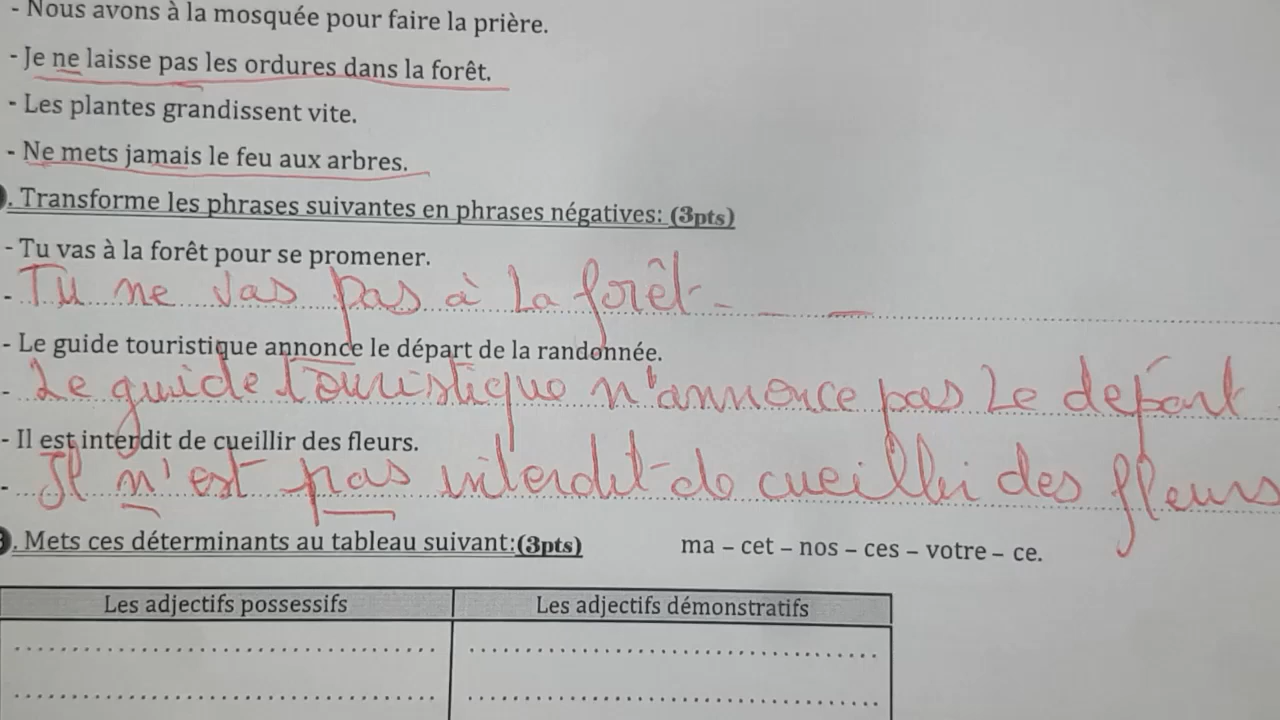 - Nous avons à la mosquée pour faire la prière.
- Je ne laisse pas les ordures dans la forêt.
- Les plantes grandissent vite.
- Ne mets jamais le feu aux arbres.
. Transforme les phrases suivantes en phrases négatives: (3pts)
- Tu vas à la forêt pour se promener.
- Tu ne vas pas à la forêt - _ _
- Le guide touristique annonce le départ de la randonnée.
- Le guide touristique n'annonce pas le départ
- Il est interdit de cueillir des fleurs.
- Il n'est pas interdit de cueilli des fleurs
3. Mets ces déterminants au tableau suivant:(3pts) ma – cet – nos – ces – votre – ce.
Les adjectifs possessifs Les adjectifs démonstratifs